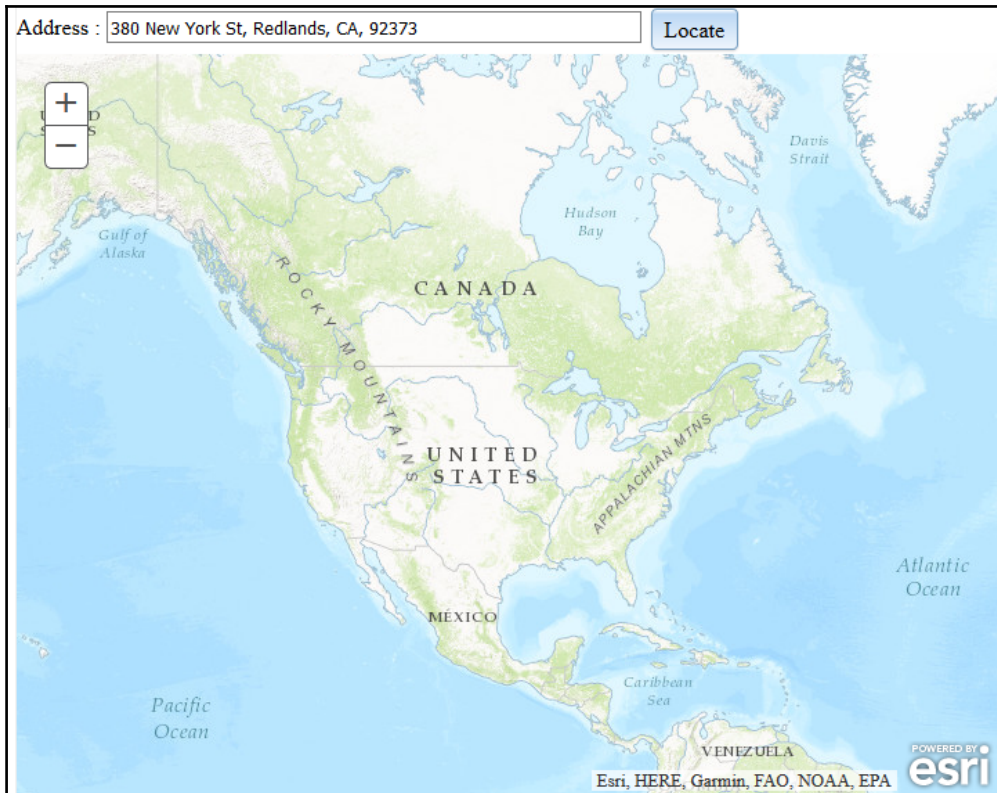 Address : 380 New York St, Redlands, CA, 92373 Locate
+
−
Davis
Strait
Hudson
Bay
Gulf of
Alaska
CANADA
ROCKY MOUNTAINS
UNITED
STATES
APPALACHIAN MTNS
Atlantic
Ocean
MÉXICO
Caribbean
Sea
Pacific
Ocean
VENEZUELA
Esri, HERE, Garmin, FAO, NOAA, EPA
POWERED BY
esri